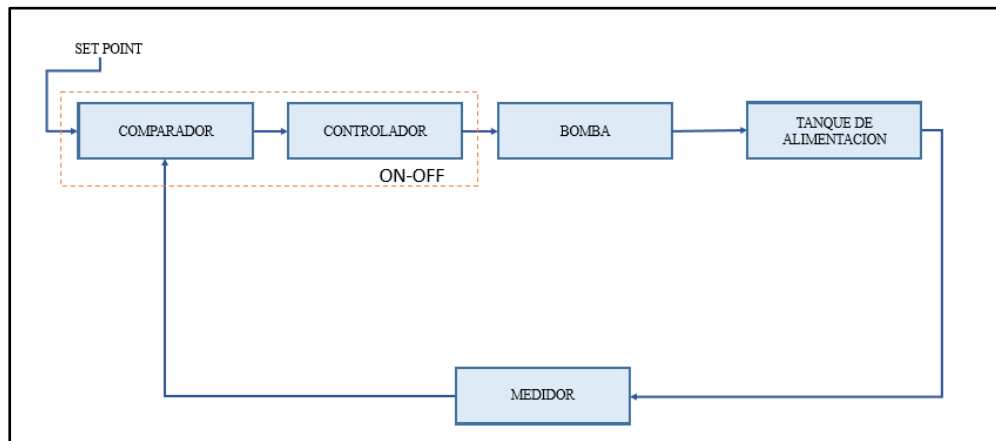 SET POINT
COMPARADOR
CONTROLADOR
BOMBA
TANQUE DE
ALIMENTACION
ON-OFF
MEDIDOR